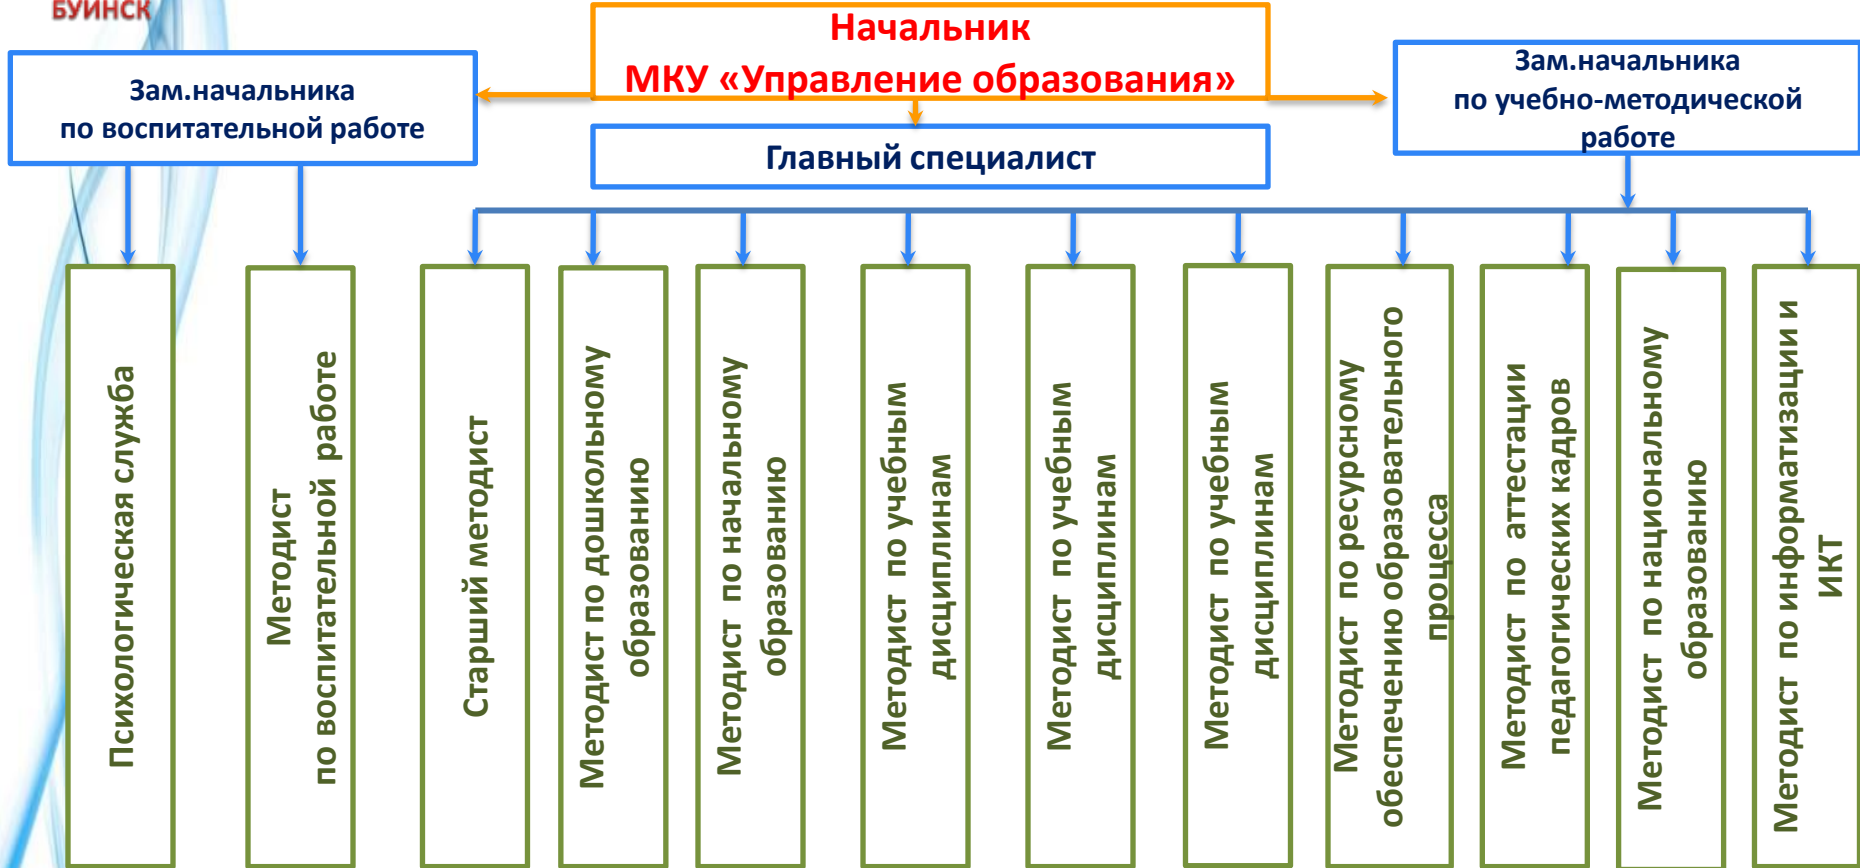 БУИНСК
Начальник
МКУ «Управление образования»
Зам.начальника
по воспитательной работе
Зам.начальника
по учебно-методической
работе
Главный специалист
Психологическая служба
Методист
по воспитательной работе
Старший методист
Методист по дошкольному
образованию
Методист по начальному
образованию
Методист по учебным
дисциплинам
Методист по учебным
дисциплинам
Методист по учебным
дисциплинам
Методист по ресурсному
обеспечению образовательного
процесса
Методист по аттестации
педагогических кадров
Методист по национальному
образованию
Методист по информатизации и
ИКТ